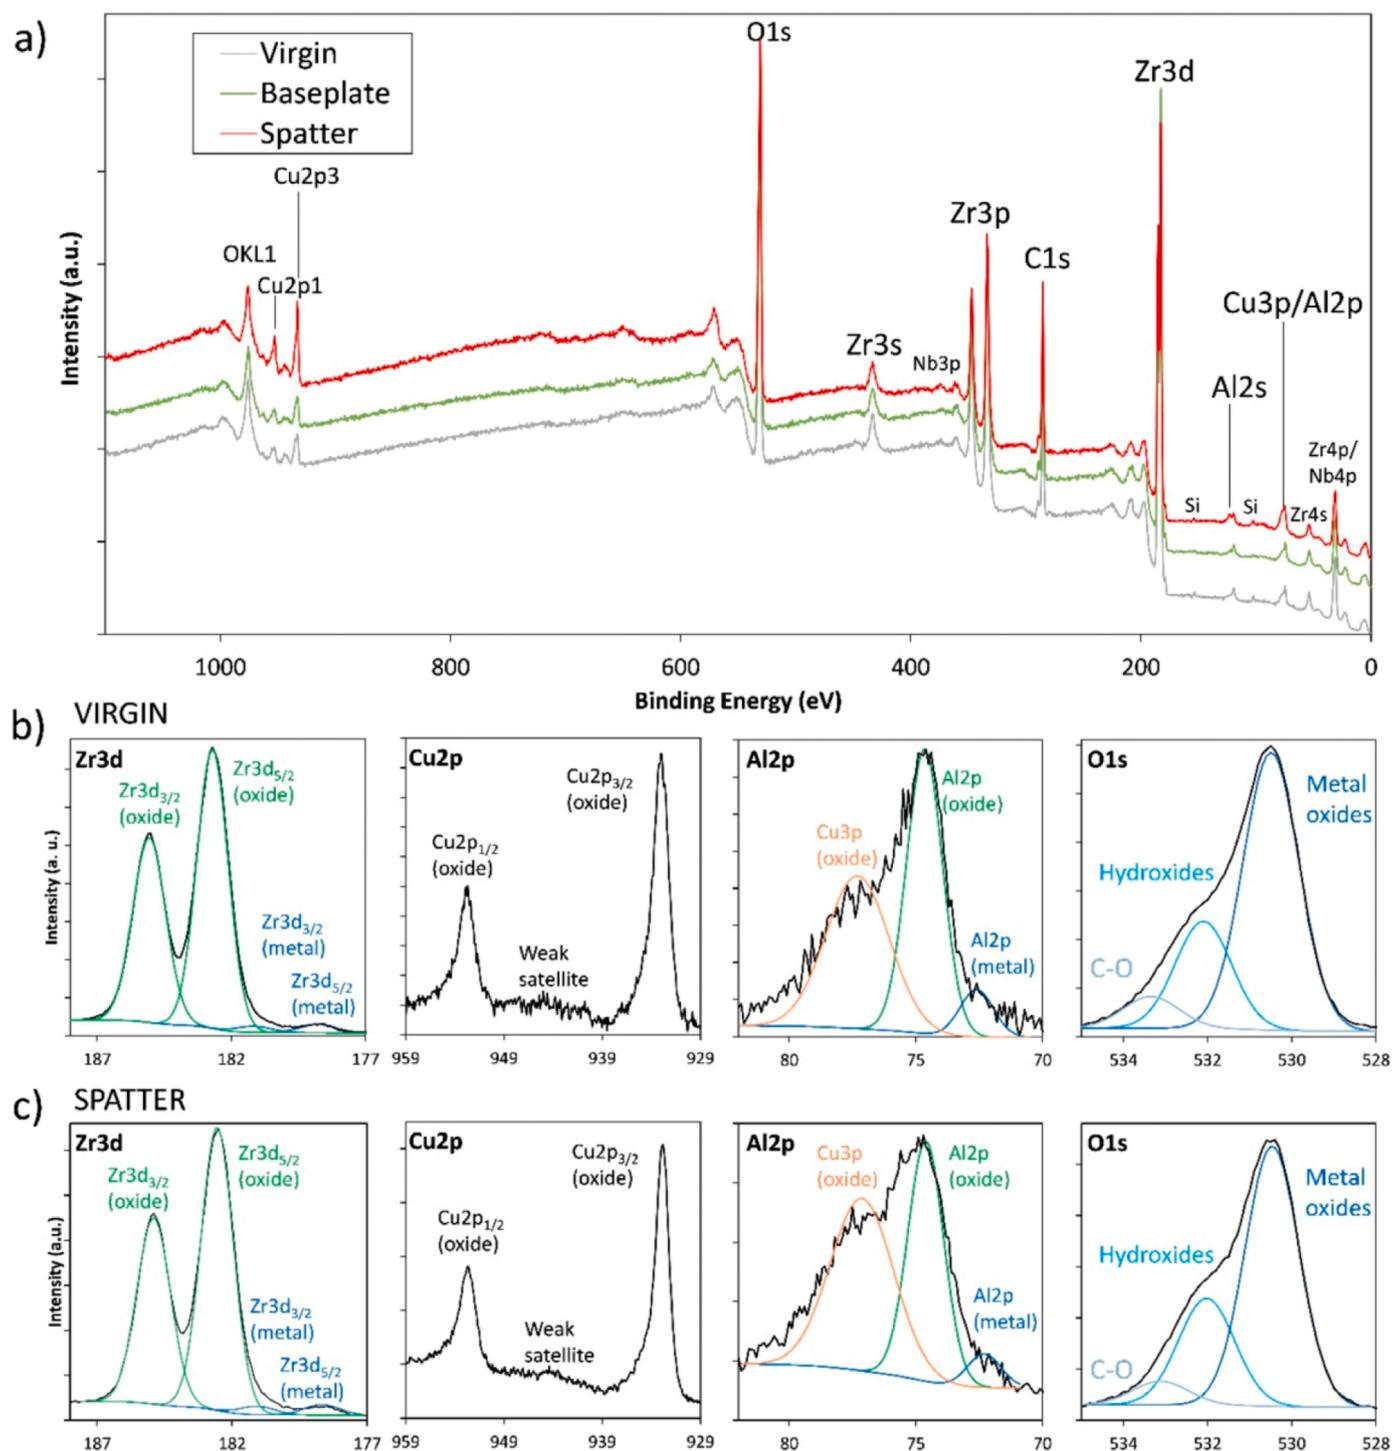 a)
Virgin
Baseplate
Spatter
O1s
Zr3d
Cu2p3
Zr3p
OKL1
C1s
Cu2p1
Cu3p/Al2p
Zr3s
Nb3p
Al2s
Zr4p/
Nb4p
Si
Si
Zr4s
Intensity (a.u.)
1000
800
600
400
200
0
Binding Energy (eV)
b)
VIRGIN
Zr3d
Zr3d5/2
(oxide)
Zr3d3/2
(oxide)
Zr3d3/2
(metal)
Zr3d5/2
(metal)
Intensity (a. u.)
187
182
177
Cu2p
Cu2p3/2
(oxide)
Cu2p1/2
(oxide)
Weak
satellite
959
949
939
929
Al2p
Al2p
(oxide)
Cu3p
(oxide)
Al2p
(metal)
80
75
70
O1s
Metal
oxides
Hydroxides
C-O
534
532
530
528
c)
SPATTER
Zr3d
Zr3d5/2
(oxide)
Zr3d3/2
(oxide)
Zr3d3/2
(metal)
Zr3d5/2
(metal)
Intensity (a.u.)
187
182
177
Cu2p
Cu2p3/2
(oxide)
Cu2p1/2
(oxide)
Weak
satellite
959
949
939
929
Al2p
Cu3p
(oxide)
Al2p
(oxide)
Al2p
(metal)
80
75
70
O1s
Metal
oxides
Hydroxides
C-O
534
532
530
528